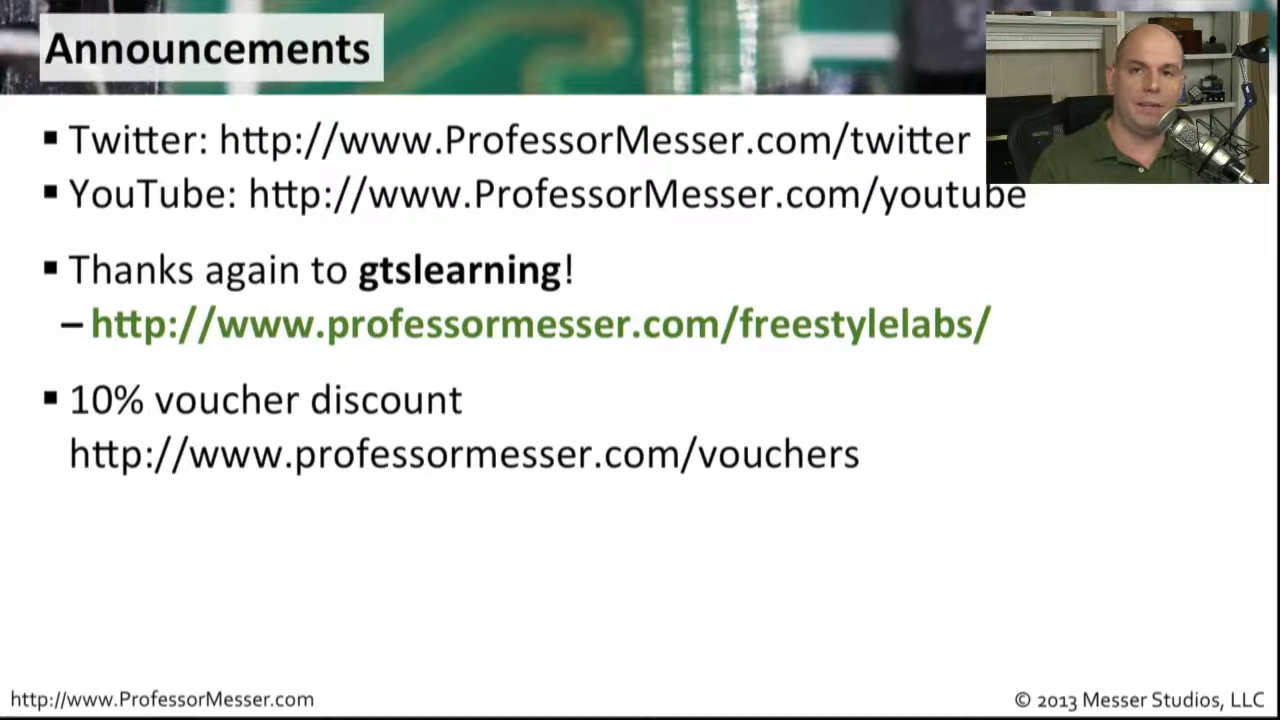 Announcements
▪ Twitter: http://www.ProfessorMesser.com/twitter
▪ YouTube: http://www.ProfessorMesser.com/youtube
▪ Thanks again to gtslearning!
– http://www.professormesser.com/freestylelabs/
▪ 10% voucher discount
http://www.professormesser.com/vouchers
http://www.ProfessorMesser.com
© 2013 Messer Studios, LLC